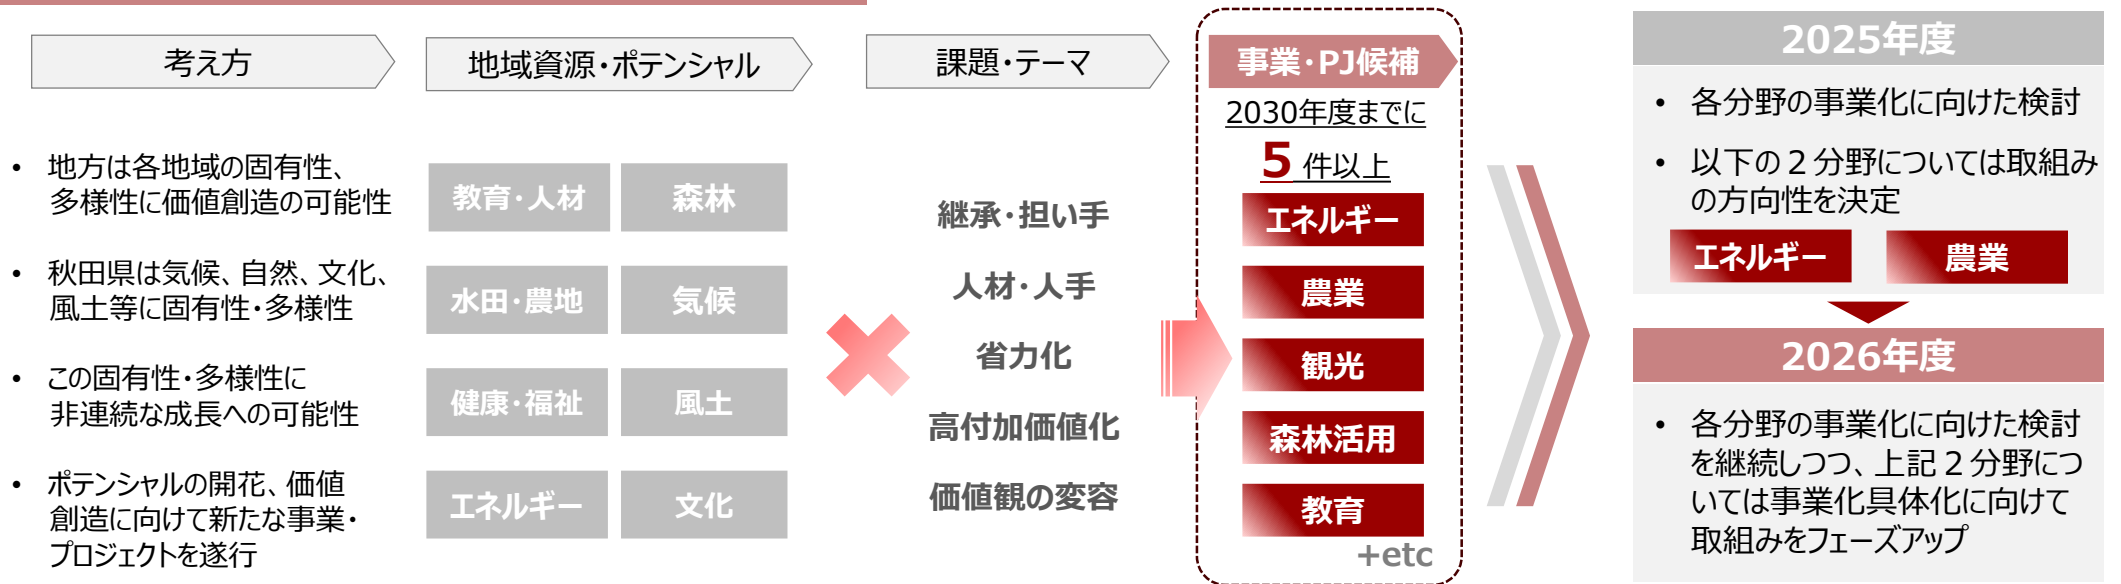 考え方
• 地方は各地域の固有性、
多様性に価値創造の可能性
• 秋田県は気候、自然、文化、
風土等に固有性・多様性
• この固有性・多様性に
非連続な成長への可能性
• ポテンシャルの開花、価値
創造に向けて新たな事業・
プロジェクトを遂行
地域資源・ポテンシャル
教育・人材 森林
水田・農地 気候
健康・福祉 風土
エネルギー 文化
課題・テーマ
継承・担い手
人材・人手
省力化
高付加価値化
価値観の変容
事業・PJ候補
2030年度までに
5 件以上
エネルギー
農業
観光
森林活用
教育
+etc
2025年度
• 各分野の事業化に向けた検討
• 以下の2分野については取組み
の方向性を決定
エネルギー 農業
2026年度
• 各分野の事業化に向けた検討
を継続しつつ、上記2分野につ
いては事業化具体化に向けて
取組みをフェーズアップ